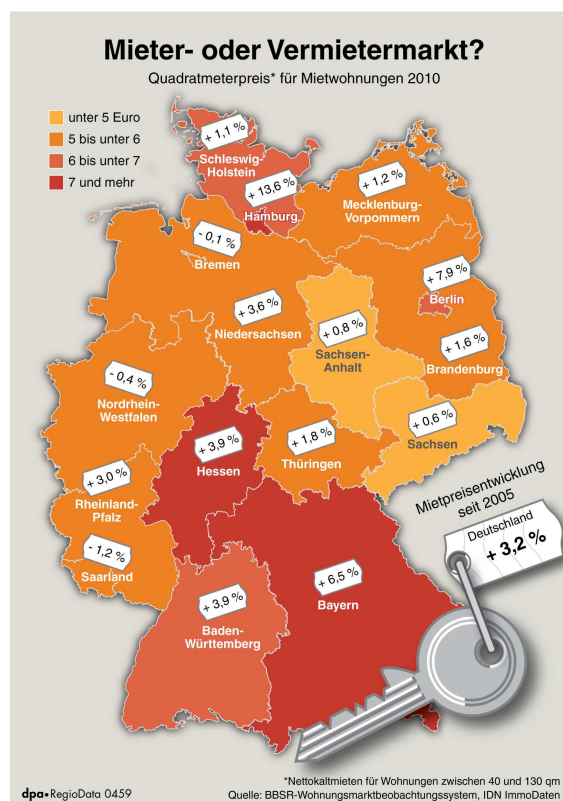 Mieter- oder Vermietermarkt?
Quadratmeterpreis* für Mietwohnungen 2010
unter 5 Euro
5 bis unter 6
6 bis unter 7
7 und mehr
+ 1,1 %
Schleswig-
Holstein
+ 13,6 %
Hamburg
+ 1,2 %
Mecklenburg-
Vorpommern
- 0,1 %
Bremen
+ 7,9 %
Berlin
+ 3,6 %
Niedersachsen
+ 0,8 %
Sachsen-
Anhalt
+ 1,6 %
Brandenburg
- 0,4 %
Nordrhein-
Westfalen
+ 3,9 %
Hessen
+ 1,8 %
Thüringen
+ 0,6 %
Sachsen
+ 3,0 %
Rheinland-
Pfalz
- 1,2 %
Saarland
+ 3,9 %
Baden-
Württemberg
+ 6,5 %
Bayern
Mietpreisentwicklung
seit 2005
Deutschland
+ 3,2 %
*Nettokaltmieten für Wohnungen zwischen 40 und 130 qm
dpa•RegioData 0459
Quelle: BBSR-Wohnungsmarktbeobachtungssystem, IDN ImmoDaten